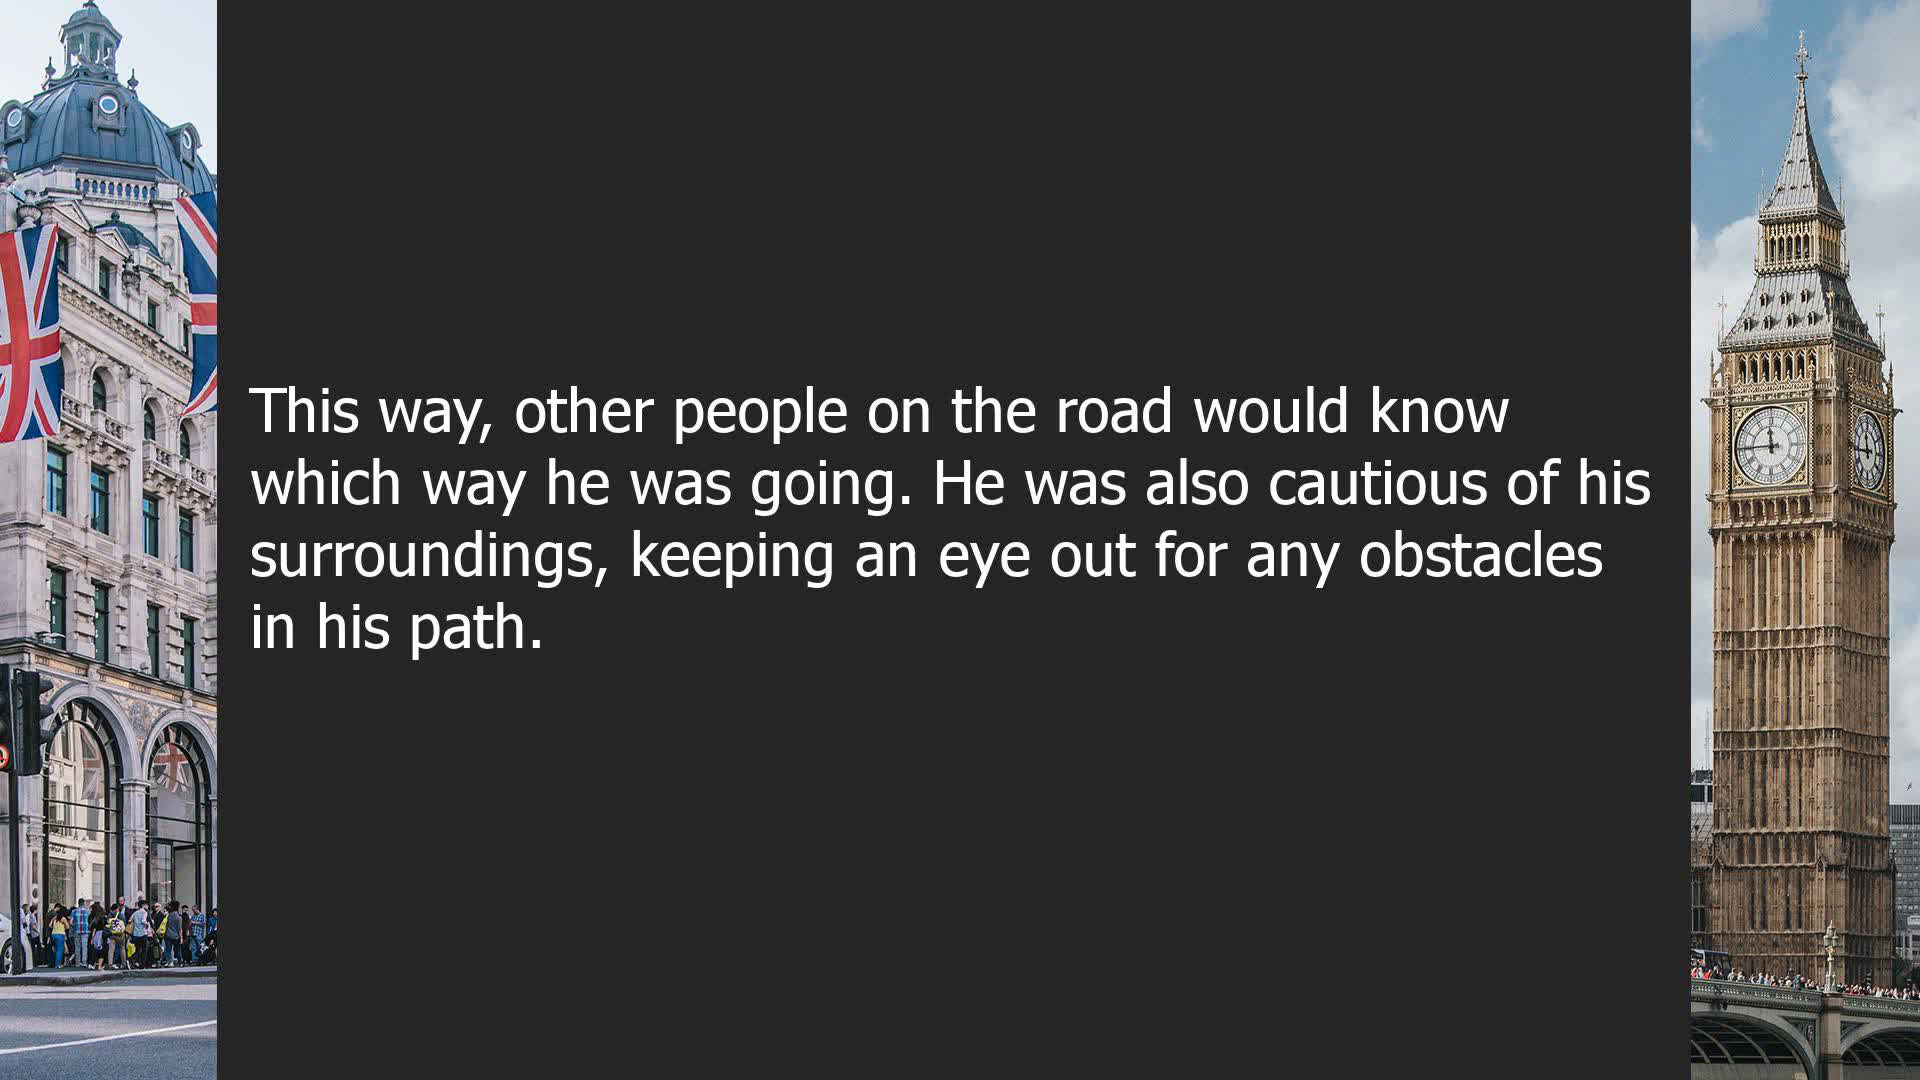 This way, other people on the road would know
which way he was going. He was also cautious of his
surroundings, keeping an eye out for any obstacles
in his path.